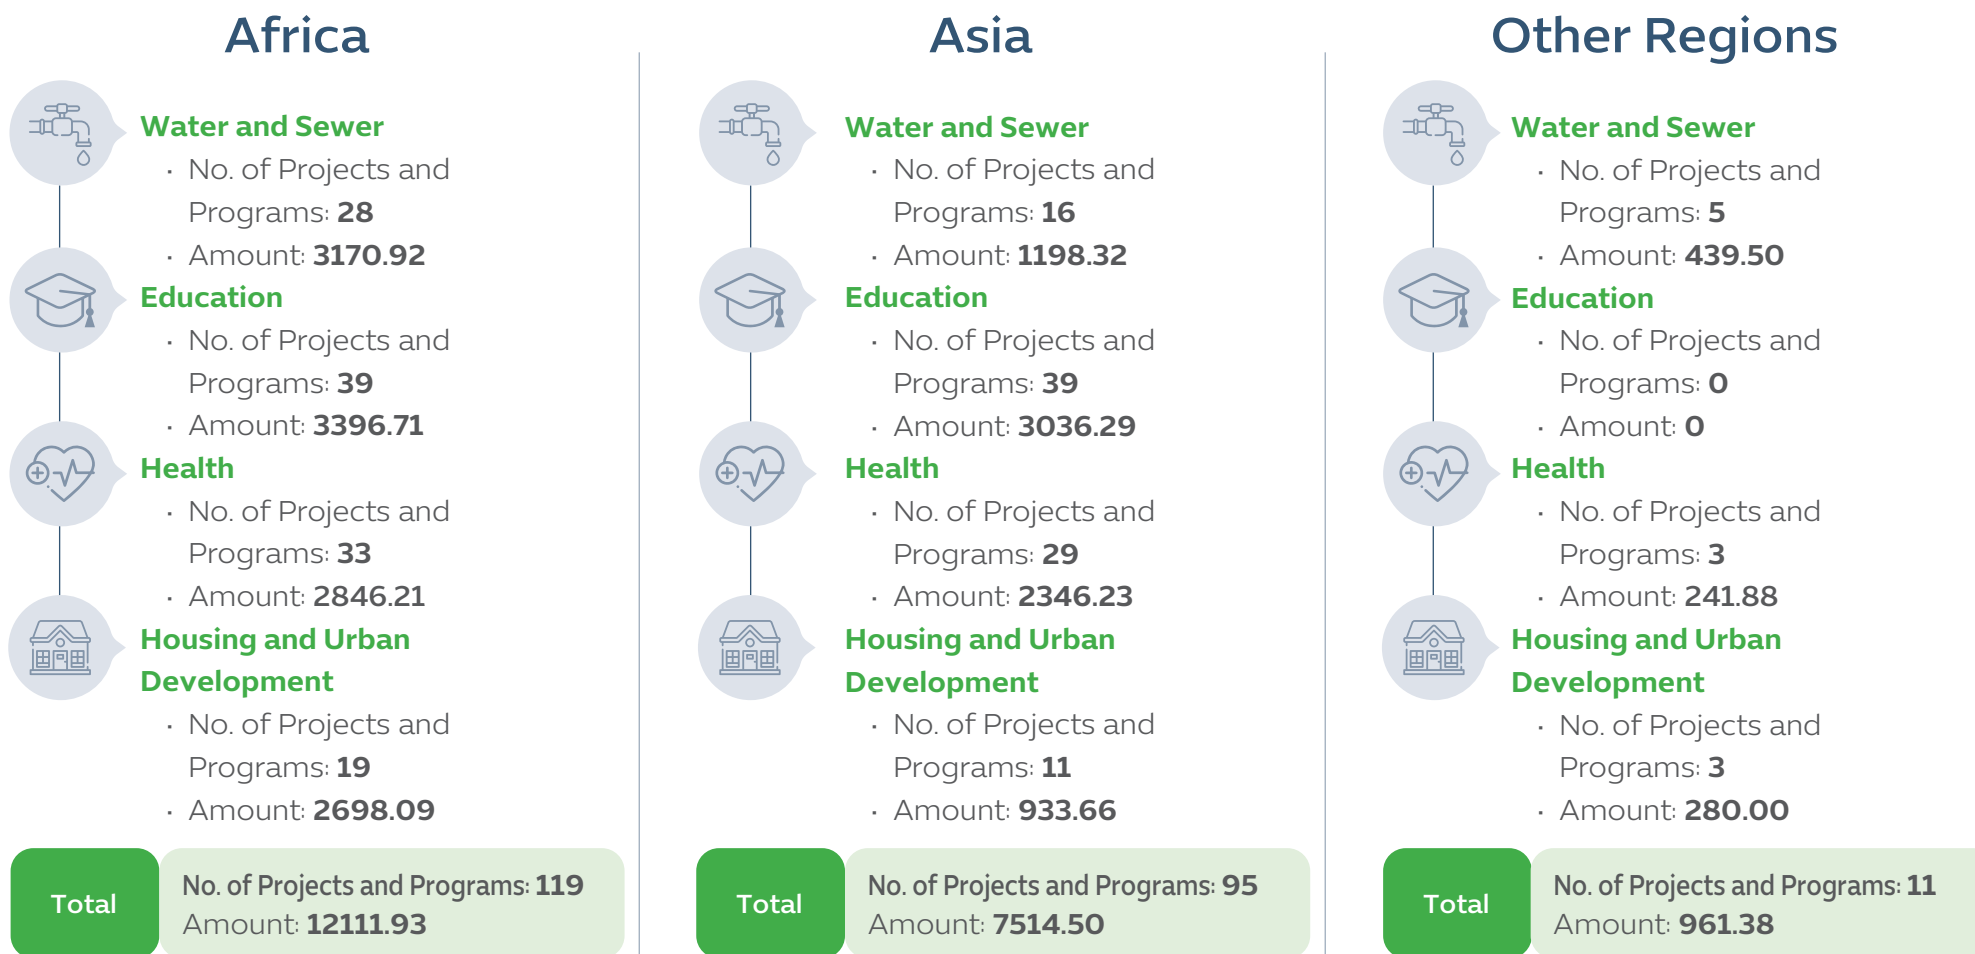 Africa
Water and Sewer
· No. of Projects and
Programs: 28
· Amount: 3170.92
Education
· No. of Projects and
Programs: 39
· Amount: 3396.71
Health
· No. of Projects and
Programs: 33
· Amount: 2846.21
Housing and Urban
Development
· No. of Projects and
Programs: 19
· Amount: 2698.09
Total
No. of Projects and Programs: 119
Amount: 12111.93
Asia
Water and Sewer
· No. of Projects and
Programs: 16
· Amount: 1198.32
Education
· No. of Projects and
Programs: 39
· Amount: 3036.29
Health
· No. of Projects and
Programs: 29
· Amount: 2346.23
Housing and Urban
Development
· No. of Projects and
Programs: 11
· Amount: 933.66
Total
No. of Projects and Programs: 95
Amount: 7514.50
Other Regions
Water and Sewer
· No. of Projects and
Programs: 5
· Amount: 439.50
Education
· No. of Projects and
Programs: 0
· Amount: 0
Health
· No. of Projects and
Programs: 3
· Amount: 241.88
Housing and Urban
Development
· No. of Projects and
Programs: 3
· Amount: 280.00
Total
No. of Projects and Programs: 11
Amount: 961.38